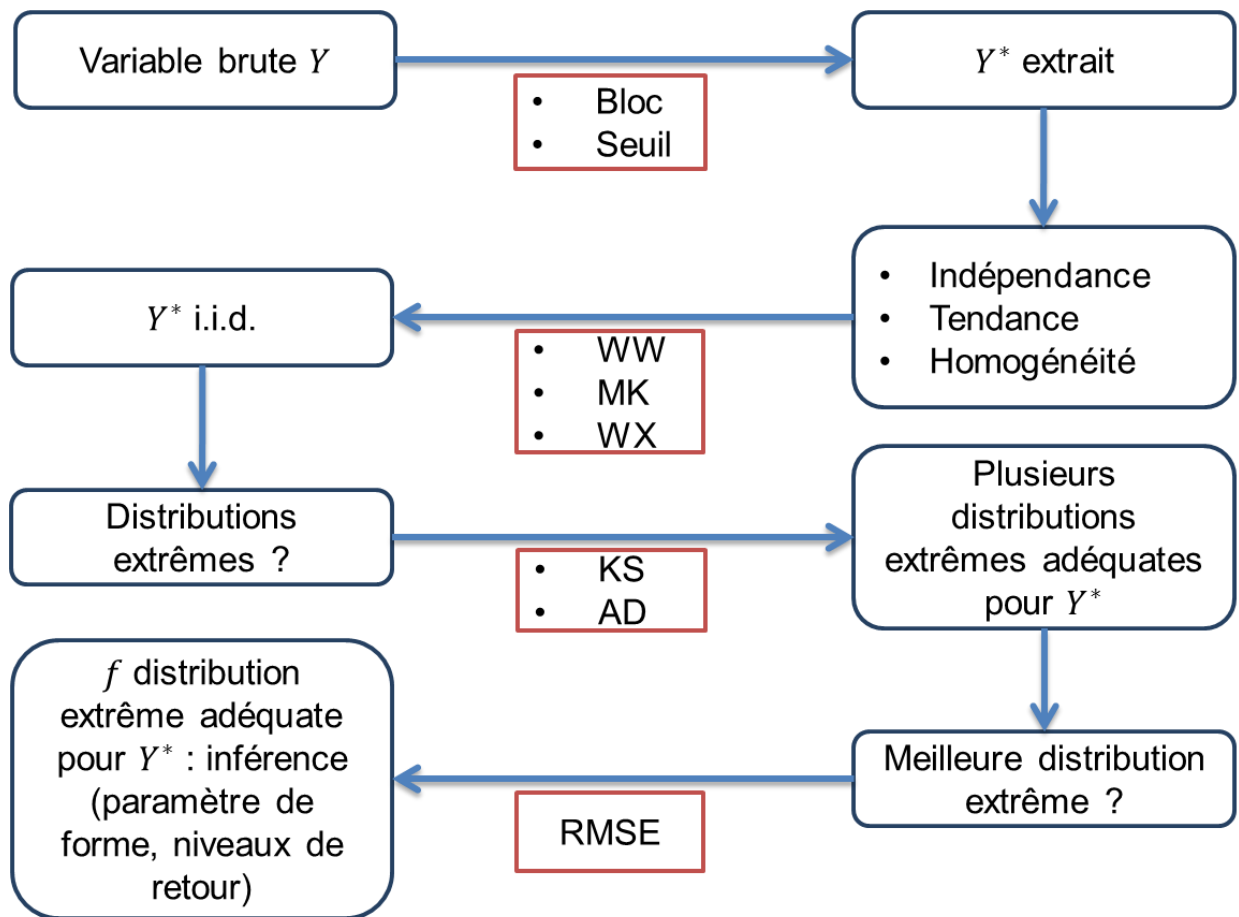 Variable brute Y
Y* extrait
• Bloc
• Seuil
• Indépendance
• Tendance
• Homogénéité
Y* i.i.d.
• WW
• MK
• WX
Distributions
extrêmes ?
Plusieurs
distributions
extrêmes adéquates
pour Y*
• KS
• AD
f distribution
extrême adéquate
pour Y* : inférence
(paramètre de
forme, niveaux de
retour)
Meilleure distribution
extrême ?
RMSE